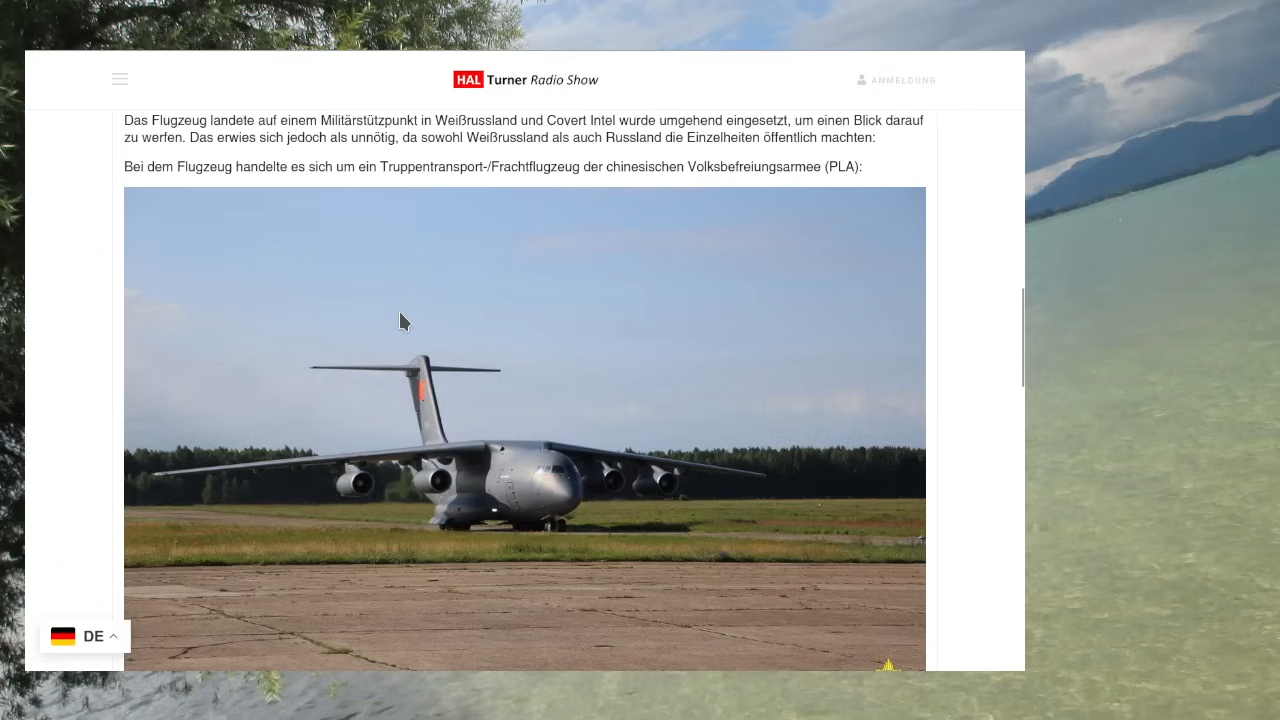 HAL Turner Radio Show
ANMELDUNG
Das Flugzeug landete auf einem Militärstützpunkt in Weißrussland und Covert Intel wurde umgehend eingesetzt, um einen Blick darauf
zu werfen. Das erwies sich jedoch als unnötig, da sowohl Weißrussland als auch Russland die Einzelheiten öffentlich machten:
Bei dem Flugzeug handelte es sich um ein Truppentransport-/Frachtflugzeug der chinesischen Volksbefreiungsarmee (PLA):
DE